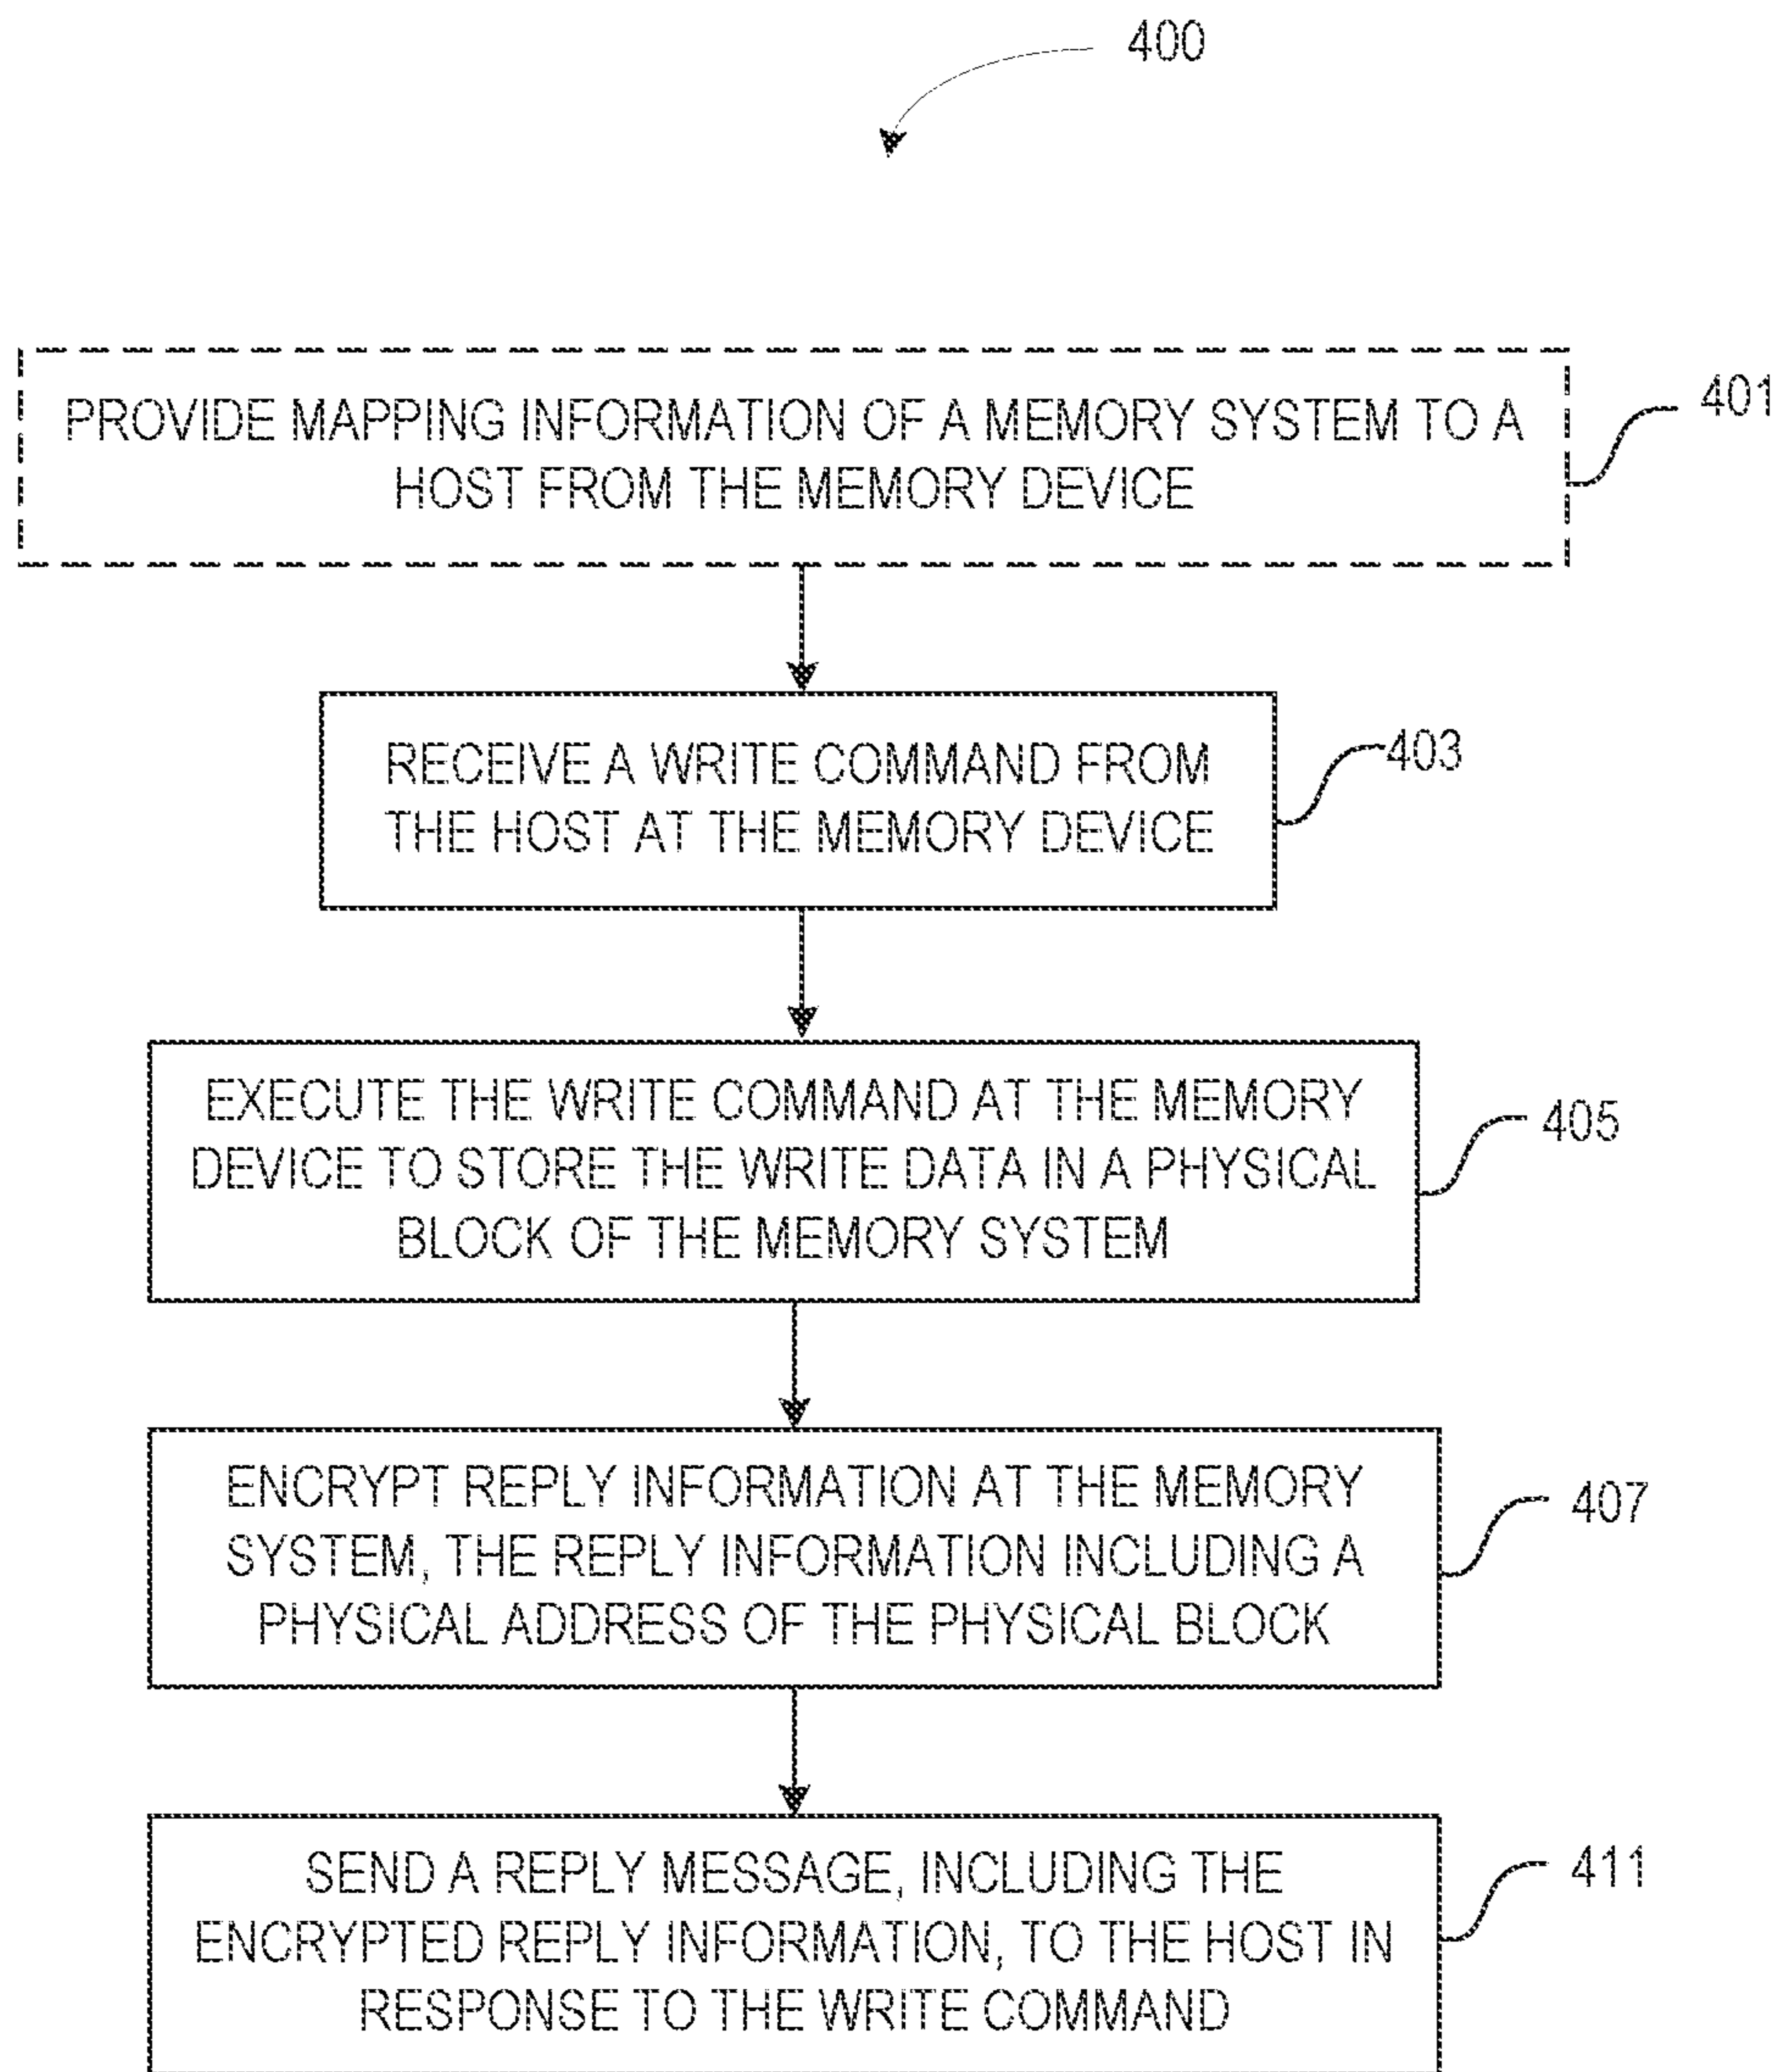 400
PROVIDE MAPPING INFORMATION OF A MEMORY SYSTEM TO A
HOST FROM THE MEMORY DEVICE
401
RECEIVE A WRITE COMMAND FROM
THE HOST AT THE MEMORY DEVICE
403
EXECUTE THE WRITE COMMAND AT THE MEMORY
DEVICE TO STORE THE WRITE DATA IN A PHYSICAL
BLOCK OF THE MEMORY SYSTEM
405
ENCRYPT REPLY INFORMATION AT THE MEMORY
SYSTEM, THE REPLY INFORMATION INCLUDING A
PHYSICAL ADDRESS OF THE PHYSICAL BLOCK
407
SEND A REPLY MESSAGE, INCLUDING THE
ENCRYPTED REPLY INFORMATION, TO THE HOST IN
RESPONSE TO THE WRITE COMMAND
411